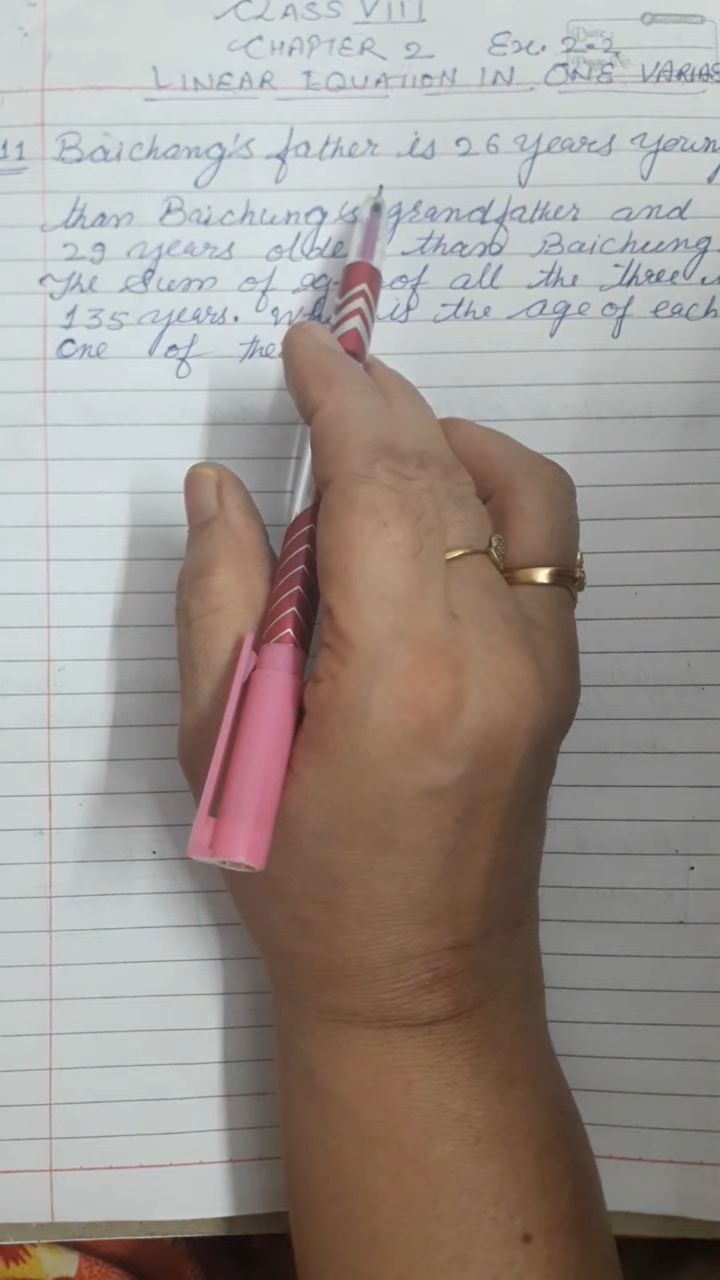 CLASS VIII
CHAPTER 2 Ex. 2.2
LINEAR EQUATION IN ONE
11 Baichong's father is 26 years
than Baichung's grandfather and
29 years than Baichung
The Sum of of all the three
135 years. is the age of each
One of